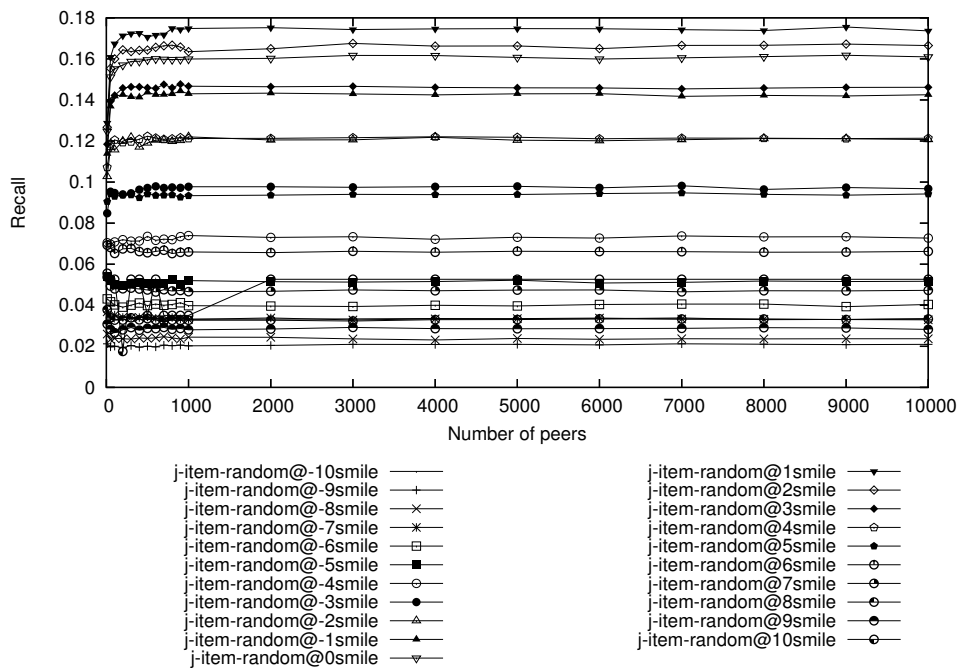 0.18
0.16
0.14
0.12
0.1
0.08
0.06
0.04
0.02
0
Recall
0 1000 2000 3000 4000 5000 6000 7000 8000 9000 10000
Number of peers
j-item-random@-10smile
j-item-random@-9smile
j-item-random@-8smile
j-item-random@-7smile
j-item-random@-6smile
j-item-random@-5smile
j-item-random@-4smile
j-item-random@-3smile
j-item-random@-2smile
j-item-random@-1smile
j-item-random@0smile
j-item-random@1smile
j-item-random@2smile
j-item-random@3smile
j-item-random@4smile
j-item-random@5smile
j-item-random@6smile
j-item-random@7smile
j-item-random@8smile
j-item-random@9smile
j-item-random@10smile